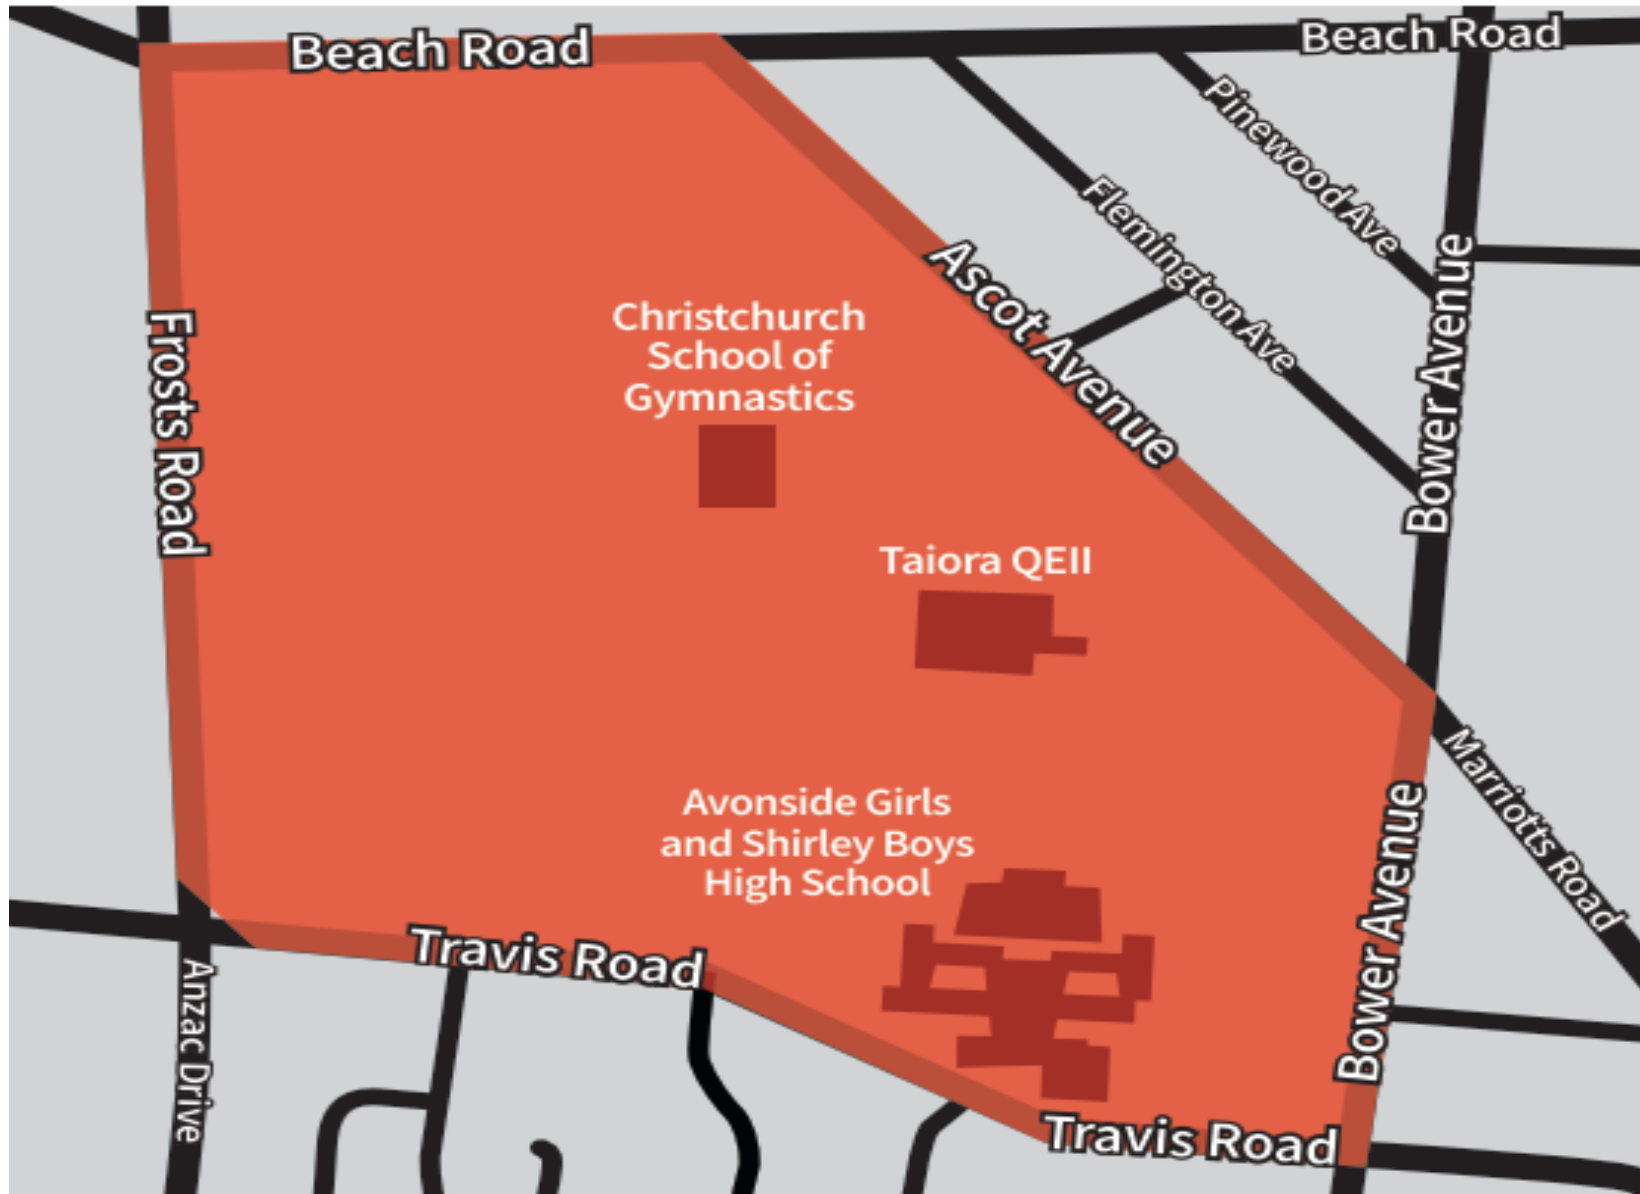 Beach Road
Beach Road
Pinewood Ave
Flemington Ave
Ascot Avenue
Bower Avenue
Frosts Road
Christchurch
School of
Gymnastics
Taiora QEII
Marriotts Road
Avonside Girls
and Shirley Boys
High School
Bower Avenue
Travis Road
Anzac Drive
Travis Road